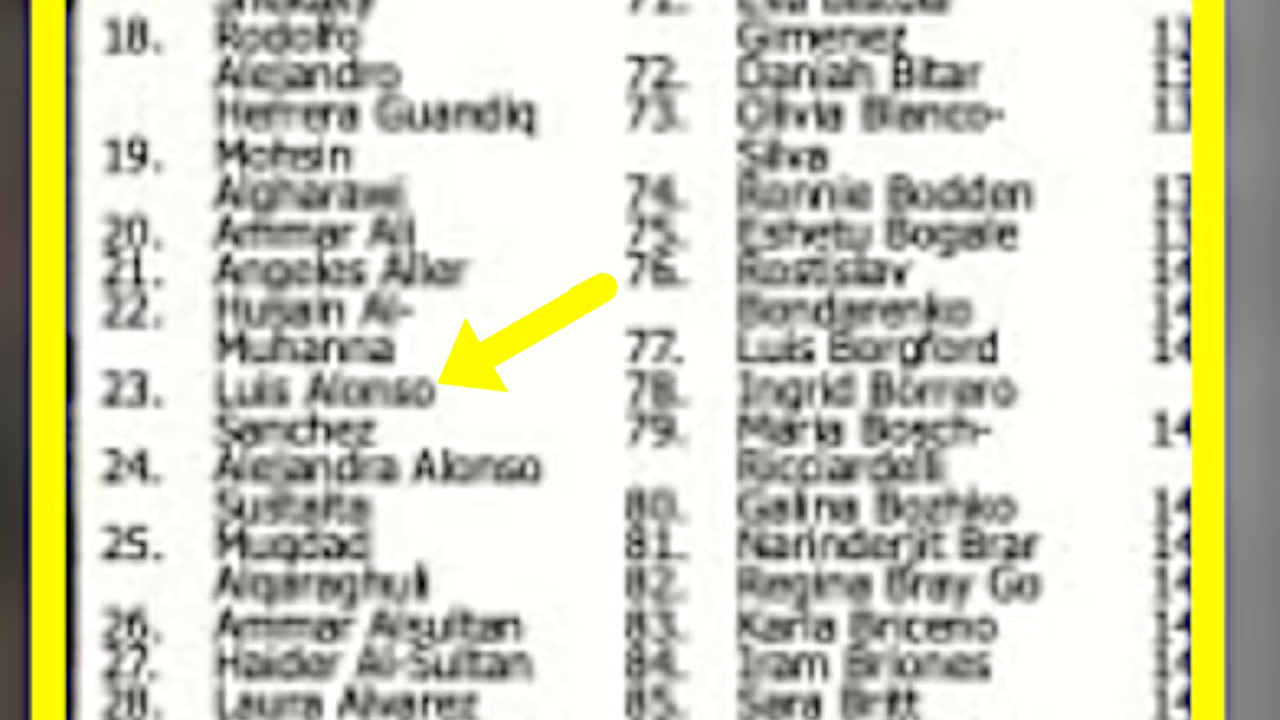 18.
Rodolfo
Alejandro
Herrera Guandiq
19.
Mohsin
Algharawi
20.
Ammar Ali
21.
Angeles Aller
22.
Husain Al-
Muhanna
23.
Luis Alonso
Sanchez
24.
Alejandra Alonso
Sustaita
25.
Muqdad
Alqaraghuli
26.
Ammar Alsultan
27.
Haider Al-Sultan
28.
Laura Alvarez
71.
Gimenez
72.
Daniah Bitar
73.
Olivia Blanco-
Silva
74.
Ronnie Bodden
75.
Eshetu Bogale
76.
Rostislav
Bondarenko
77.
Luis Borgford
78.
Ingrid Borrero
79.
Maria Bosch-
Ricciardelli
80.
Galina Bozhko
81.
Narinderjit Brar
82.
Regina Bray Go
83.
Karla Briceno
84.
Iram Briones
85.
Sara Britt